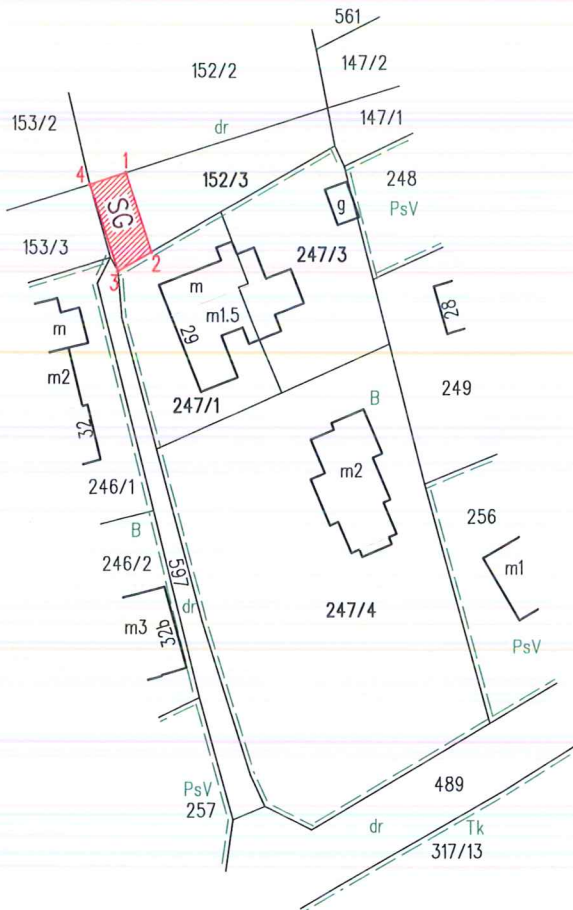 561
152/2
147/2
153/2
dr
147/1
1
4
152/3
248
SG
g
PsV
153/3
2
247/3
3
m
28
m
m1.5
29
m2
247/1
249
B
32
m2
246/1
256
B
246/2
597
m1
dr
247/4
m3
32b
PsV
PsV
489
257
dr
Tk
317/13